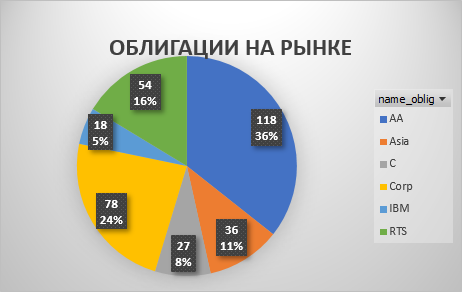 ОБЛИГАЦИИ НА РЫНКЕ
54
16%
118
36%
18
5%
78
24%
27
8%
36
11%
name_oblig
AA
Asia
C
Corp
IBM
RTS